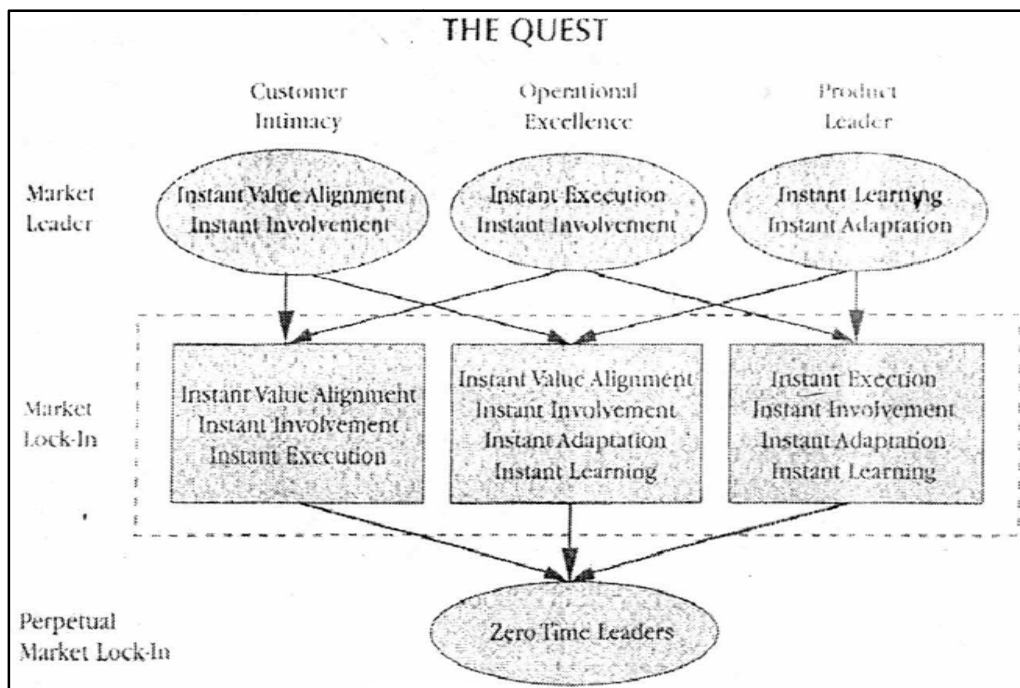 THE QUEST
Customer
Intimacy
Operational
Excellence
Product
Leader
Market
Leader
Instant Value Alignment
Instant Involvement
Instant Execution
Instant Involvement
Instant Learning
Instant Adaptation
Market
Lock-In
Instant Value Alignment
Instant Involvement
Instant Execution
Instant Value Alignment
Instant Involvement
Instant Adaptation
Instant Learning
Instant Exection
Instant Involvement
Instant Adaptation
Instant Learning
Perpetual
Market Lock-In
Zero Time Leaders